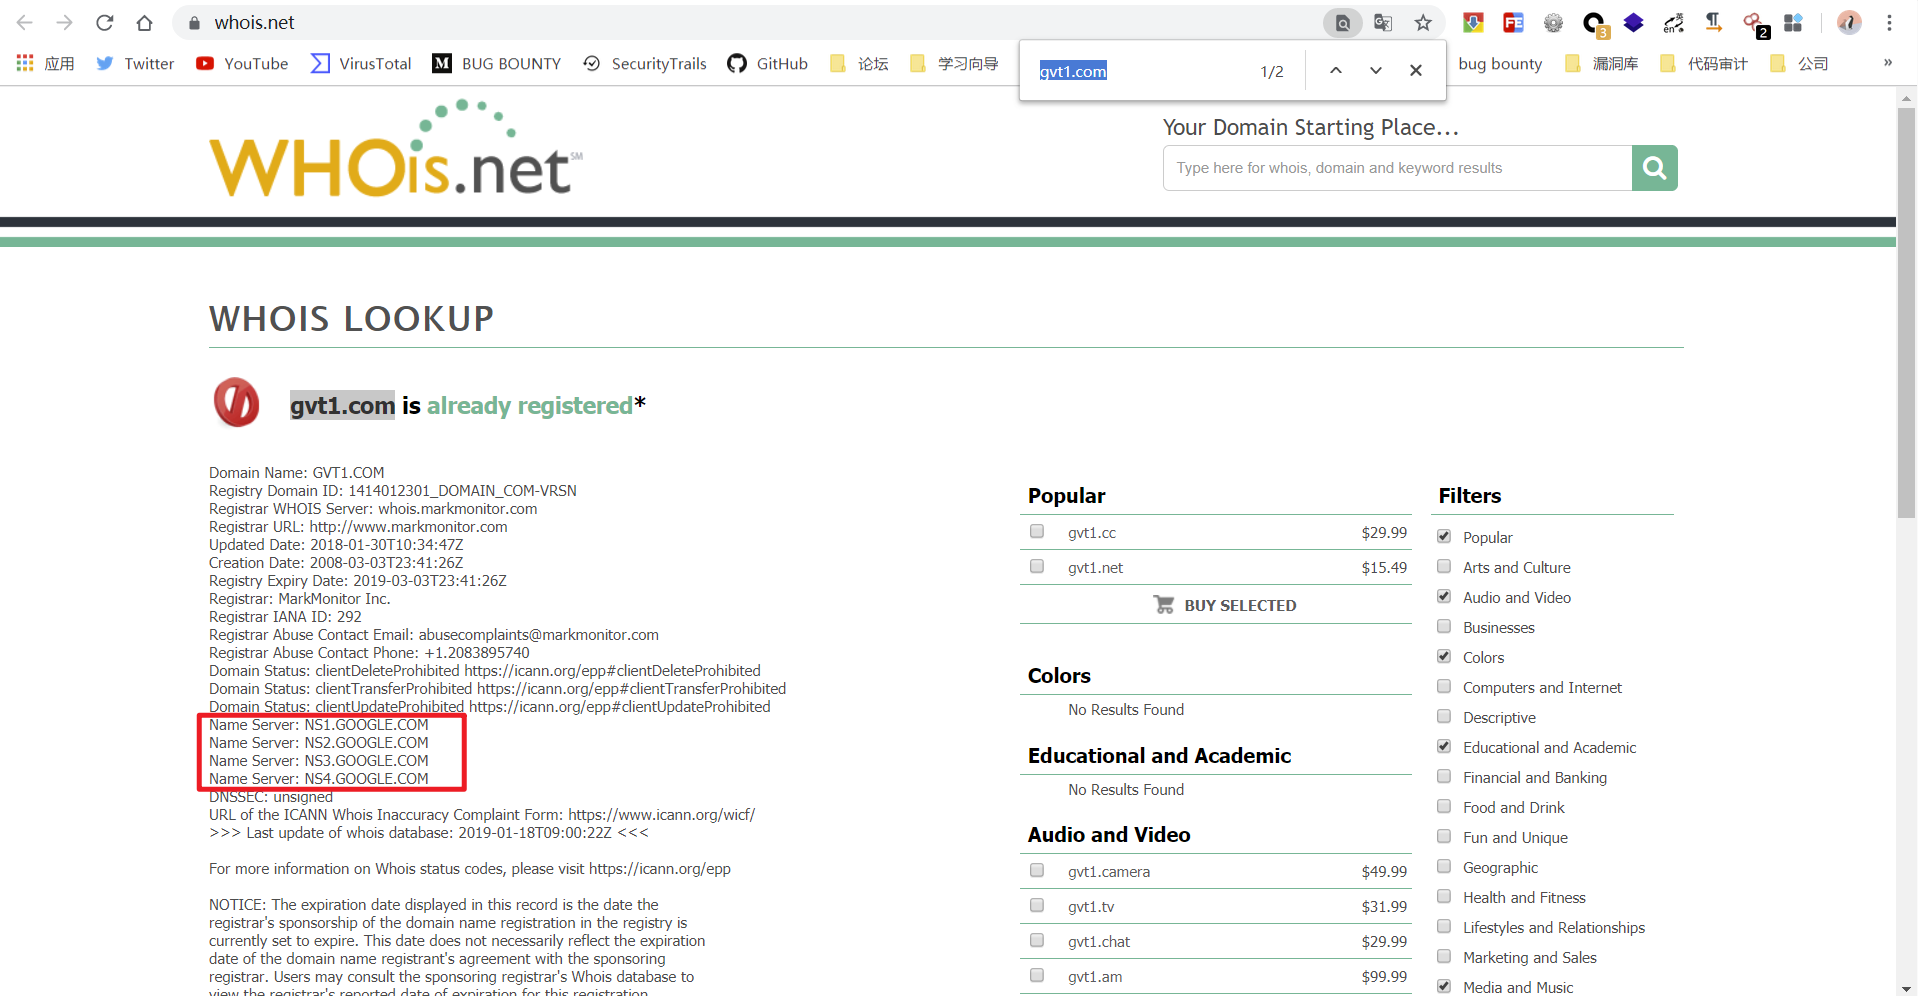 whois.net
应用
Twitter
YouTube
VirusTotal
BUG BOUNTY
SecurityTrails
GitHub
论坛
学习向导
bug bounty
漏洞库
代码审计
公司
»
gvt1.com
1/2
3
2
WHOis.net℠
Your Domain Starting Place...
Type here for whois, domain and keyword results
WHOIS LOOKUP
gvt1.com is already registered*
Domain Name: GVT1.COM
Registry Domain ID: 1414012301_DOMAIN_COM-VRSN
Registrar WHOIS Server: whois.markmonitor.com
Registrar URL: http://www.markmonitor.com
Updated Date: 2018-01-30T10:34:47Z
Creation Date: 2008-03-03T23:41:26Z
Registry Expiry Date: 2019-03-03T23:41:26Z
Registrar: MarkMonitor Inc.
Registrar IANA ID: 292
Registrar Abuse Contact Email: abusecomplaints@markmonitor.com
Registrar Abuse Contact Phone: +1.2083895740
Domain Status: clientDeleteProhibited https://icann.org/epp#clientDeleteProhibited
Domain Status: clientTransferProhibited https://icann.org/epp#clientTransferProhibited
Domain Status: clientUpdateProhibited https://icann.org/epp#clientUpdateProhibited
Name Server: NS1.GOOGLE.COM
Name Server: NS2.GOOGLE.COM
Name Server: NS3.GOOGLE.COM
Name Server: NS4.GOOGLE.COM
DNSSEC: unsigned
URL of the ICANN Whois Inaccuracy Complaint Form: https://www.icann.org/wicf/
>>> Last update of whois database: 2019-01-18T09:00:22Z <<<
For more information on Whois status codes, please visit https://icann.org/epp
NOTICE: The expiration date displayed in this record is the date the
registrar's sponsorship of the domain name registration in the registry is
currently set to expire. This date does not necessarily reflect the expiration
date of the domain name registrant's agreement with the sponsoring
registrar. Users may consult the sponsoring registrar's Whois database to
view the registrar's reported date of expiration for this registration.
Popular
gvt1.cc $29.99
gvt1.net $15.49
BUY SELECTED
Colors
No Results Found
Educational and Academic
No Results Found
Audio and Video
gvt1.camera $49.99
gvt1.tv $31.99
gvt1.chat $29.99
gvt1.am $99.99
Filters
Popular
Arts and Culture
Audio and Video
Businesses
Colors
Computers and Internet
Descriptive
Educational and Academic
Financial and Banking
Food and Drink
Fun and Unique
Geographic
Health and Fitness
Lifestyles and Relationships
Marketing and Sales
Media and Music